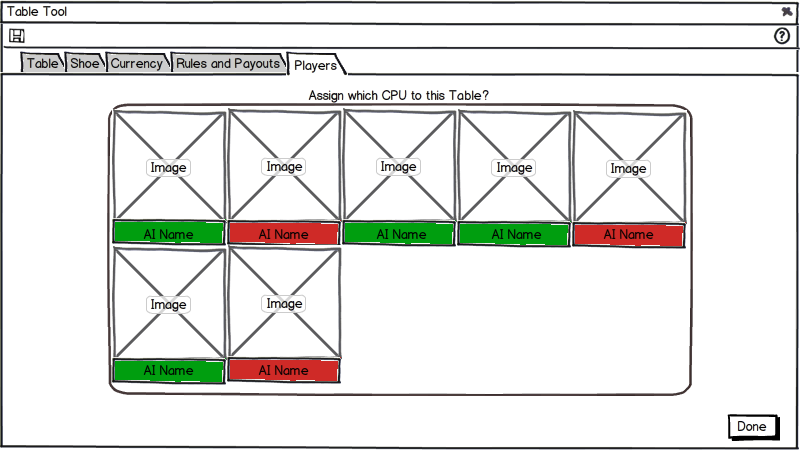 Table Tool
?
Table Shoe Currency Rules and Payouts Players
Assign which CPU to this Table?
Image Image Image Image Image
AI Name AI Name AI Name AI Name AI Name
Image Image
AI Name AI Name
Done